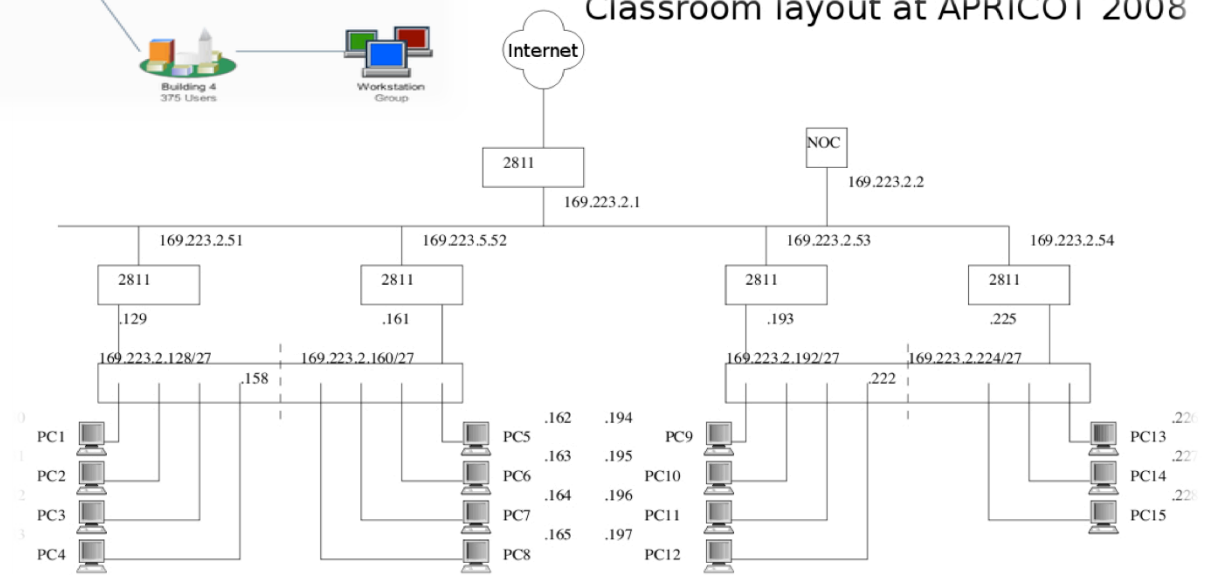 Classroom layout at APRICOT 2008
Internet
Building 4
375 Users
Workstation
Group
2811
NOC
169.223.2.2
169.223.2.1
169.223.2.51
169.223.5.52
169.223.2.53
169.223.2.54
2811
2811
2811
2811
.129
.161
.193
.225
169.223.2.128/27
169.223.2.160/27
169.223.2.192/27
169.223.2.224/27
.158
.222
PC1
PC5
.162
.194
PC9
PC13
.226
PC2
PC6
.163
.195
PC10
PC14
.227
PC3
PC7
.164
.196
PC11
PC15
.228
PC4
PC8
.165
.197
PC12